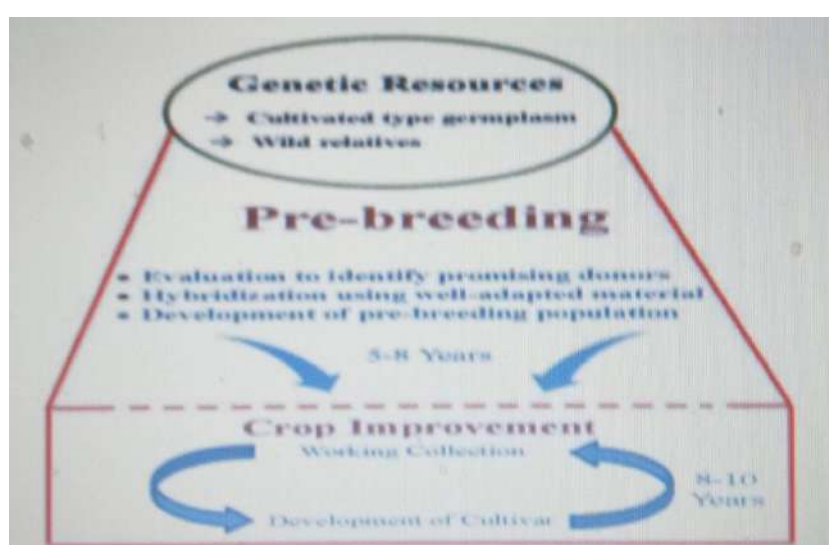 Genetic Resources
→ Cultivated type germplasm
→ Wild relatives
Pre-breeding
• Evaluation to identify promising donors
• Hybridization using well-adapted material
• Development of pre-breeding population
5-8 Years
Crop Improvement
Working Collection
8-10
Years
Development of Cultivar